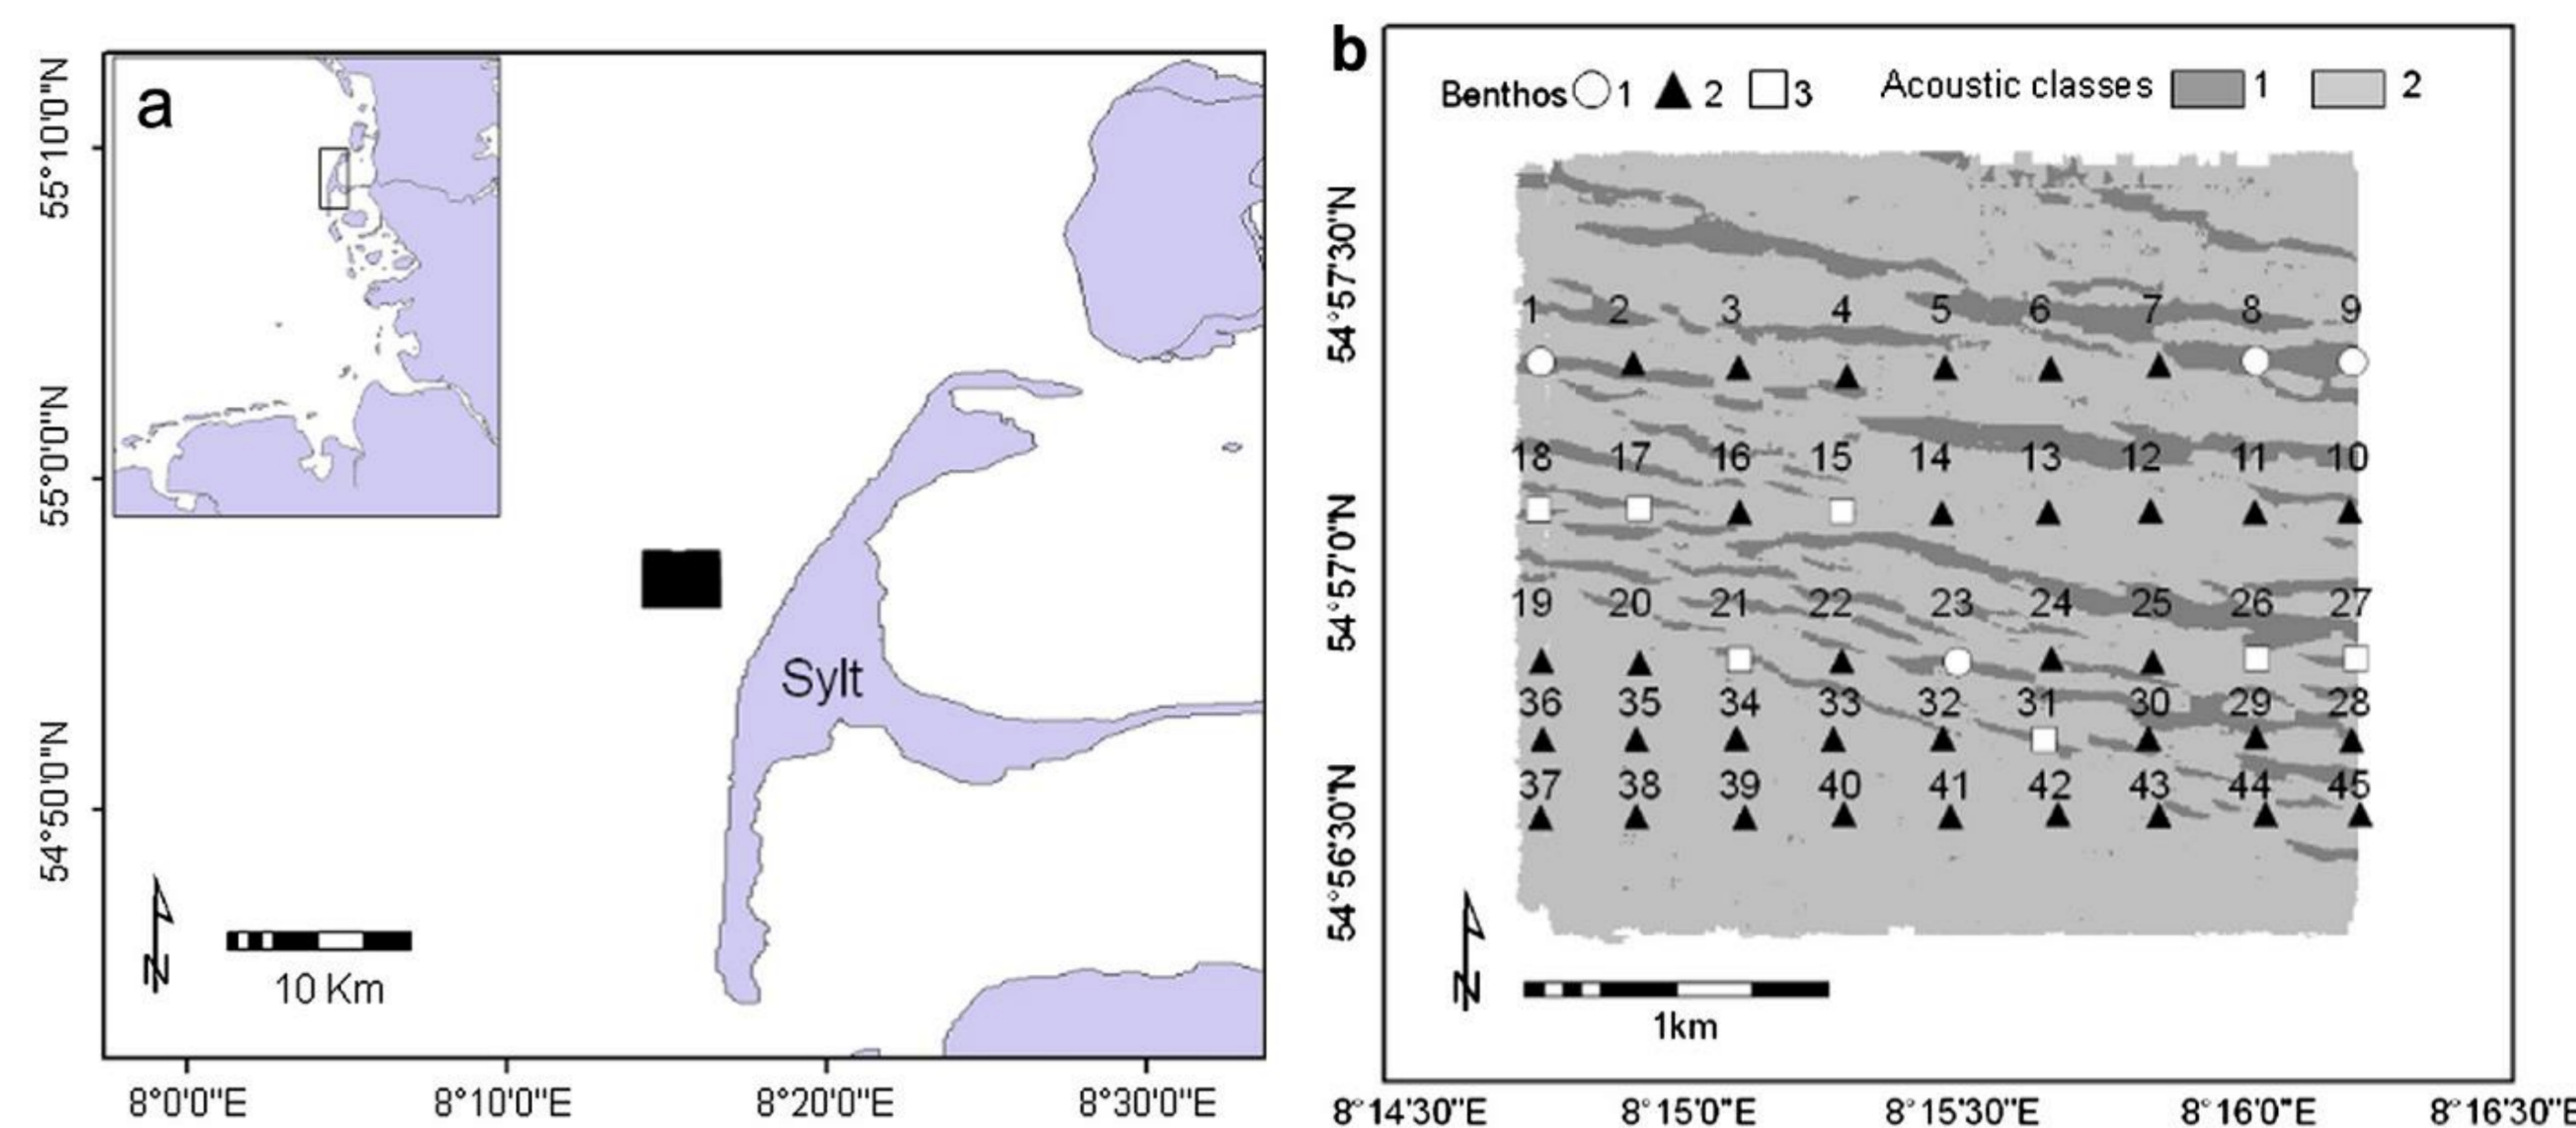 a
55°10'0"N
55°0'0"N
54°50'0"N
Sylt
N
10 Km
8°0'0"E 8°10'0"E 8°20'0"E 8°30'0"E
b
Benthos 1 2 3 Acoustic classes 1 2
54°57'30"N
54°57'0"N
54°56'30"N
1 2 3 4 5 6 7 8 9
18 17 16 15 14 13 12 11 10
19 20 21 22 23 24 25 26 27
36 35 34 33 32 31 30 29 28
37 38 39 40 41 42 43 44 45
N
1km
8°14'30"E 8°15'0"E 8°15'30"E 8°16'0"E 8°16'30"E